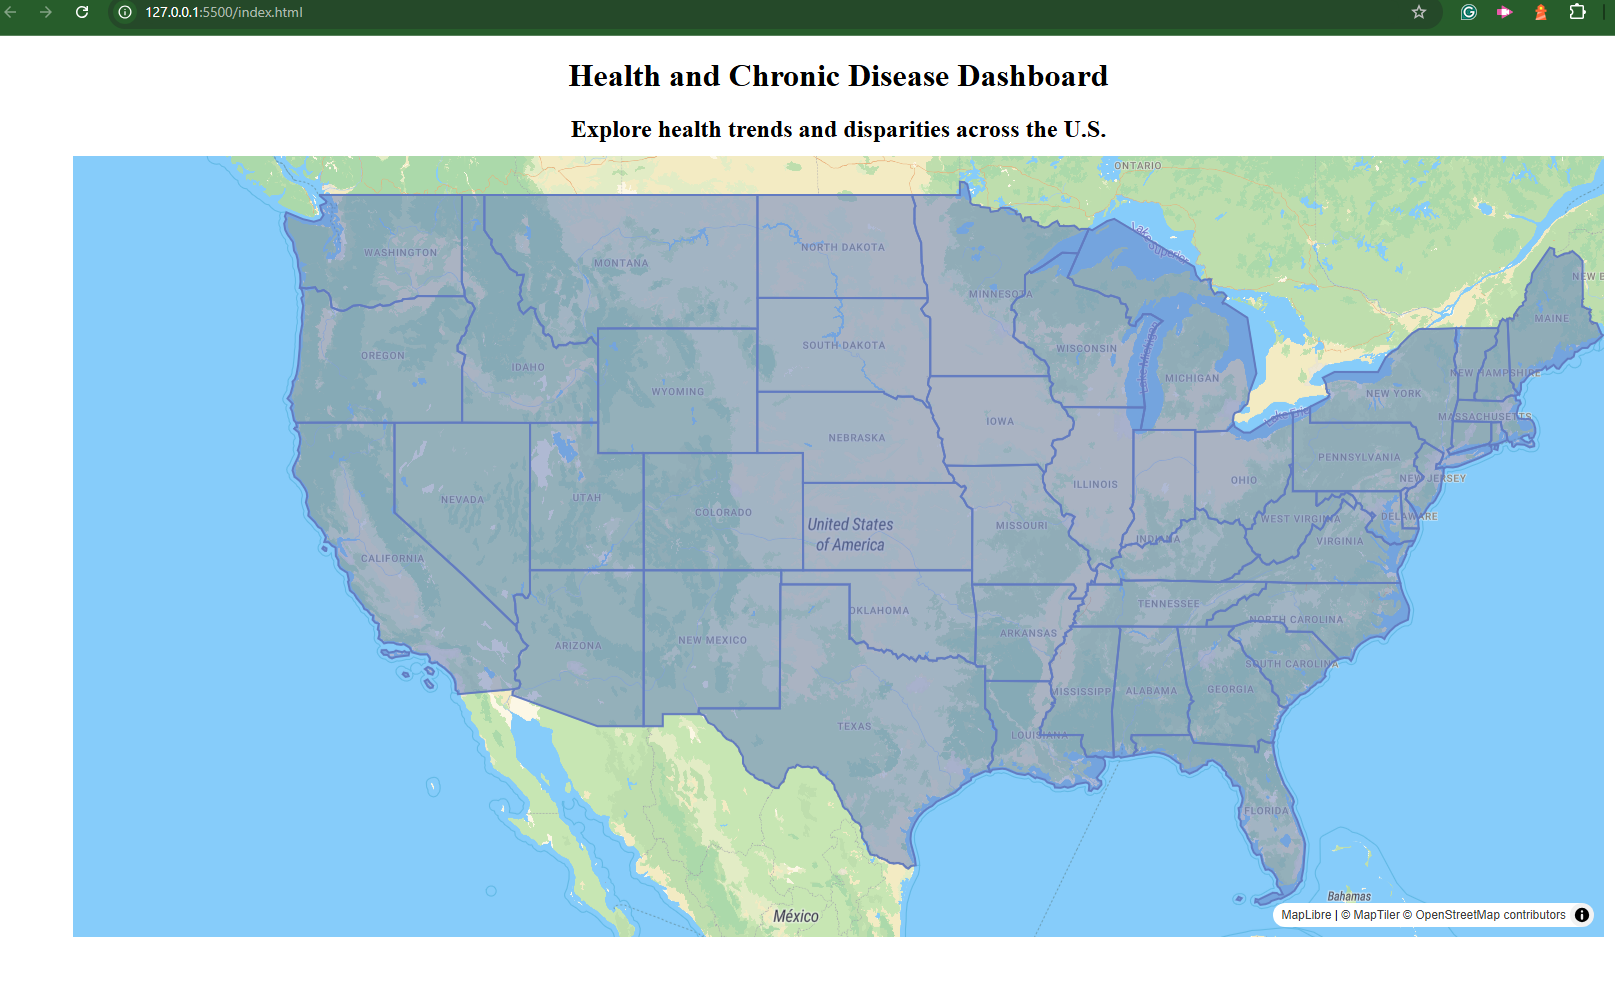 127.0.0.1:5500/index.html
Health and Chronic Disease Dashboard
Explore health trends and disparities across the U.S.
ONTARIO
Lake Superior
WASHINGTON
MONTANA
NORTH DAKOTA
MINNESOTA
NEW E
MAINE
OREGON
IDAHO
WYOMING
SOUTH DAKOTA
WISCONSIN
Lake Michigan
MICHIGAN
NEW HAMPSHIRE
NEW YORK
MASSACHUSETTS
Lake Erie
IOWA
NEBRASKA
PENNSYLVANIA
NEW JERSEY
OHIO
ILLINOIS
NEVADA
UTAH
COLORADO
United States
of America
MISSOURI
INDIANA
WEST VIRGINIA
DELAWARE
VIRGINIA
CALIFORNIA
OKLAHOMA
TENNESSEE
NORTH CAROLINA
ARKANSAS
ARIZONA
NEW MEXICO
SOUTH CAROLINA
MISSISSIPP
ALABAMA
GEORGIA
TEXAS
LOUISIANA
FLORIDA
Bahamas
México
MapLibre | © MapTiler © OpenStreetMap contributors